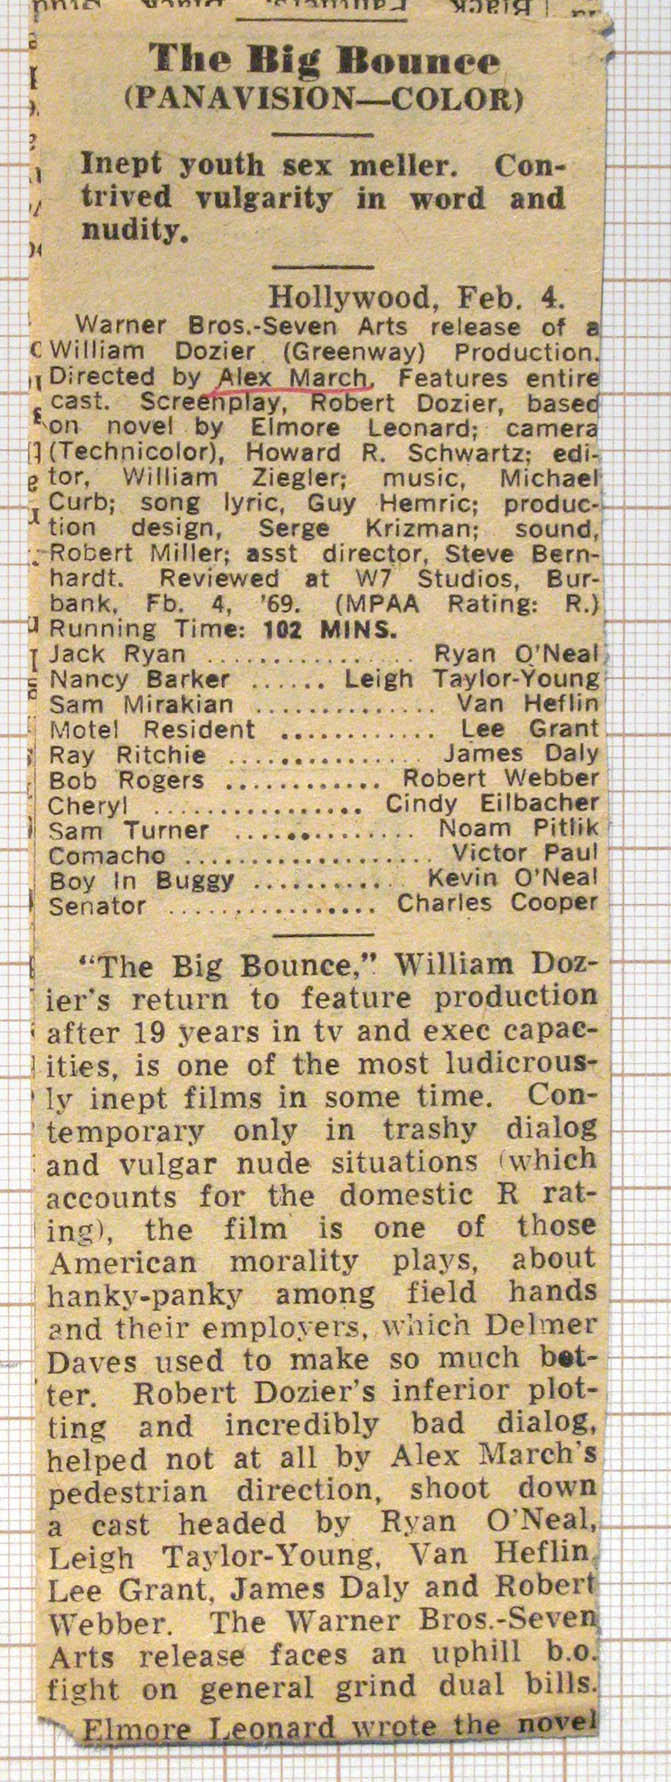 The Big Bounce
(PANAVISION—COLOR)
Inept youth sex meller. Con-
trived vulgarity in word and
nudity.
Hollywood, Feb. 4.
Warner Bros.-Seven Arts release of a
William Dozier (Greenway) Production.
Directed by Alex March. Features entire
cast. Screenplay, Robert Dozier, based
on novel by Elmore Leonard; camera
(Technicolor), Howard R. Schwartz; edi-
tor, William Ziegler; music, Michael
Curb; song lyric, Guy Hemric; produc-
tion design, Serge Krizman; sound,
Robert Miller; asst director, Steve Bern-
hardt. Reviewed at W7 Studios, Bur-
bank, Fb. 4, '69. (MPAA Rating: R.)
Running Time: 102 MINS.
Jack Ryan ................ Ryan O'Neal
Nancy Barker ...... Leigh Taylor-Young
Sam Mirakian .............. Van Heflin
Motel Resident ............ Lee Grant
Ray Ritchie ............... James Daly
Bob Rogers ............ Robert Webber
Cheryl ................ Cindy Eilbacher
Sam Turner .............. Noam Pitlik
Comacho ................... Victor Paul
Boy In Buggy ........... Kevin O'Neal
Senator ................ Charles Cooper
"The Big Bounce," William Doz-
ier's return to feature production
after 19 years in tv and exec capac-
ities, is one of the most ludicrous-
ly inept films in some time. Con-
temporary only in trashy dialog
and vulgar nude situations (which
accounts for the domestic R rat-
ing), the film is one of those
American morality plays, about
hanky-panky among field hands
and their employers, which Delmer
Daves used to make so much bet-
ter. Robert Dozier's inferior plot-
ting and incredibly bad dialog,
helped not at all by Alex March's
pedestrian direction, shoot down
a cast headed by Ryan O'Neal,
Leigh Taylor-Young, Van Heflin,
Lee Grant, James Daly and Robert
Webber. The Warner Bros.-Seven
Arts release faces an uphill b.o.
fight on general grind dual bills.
Elmore Leonard wrote the novel